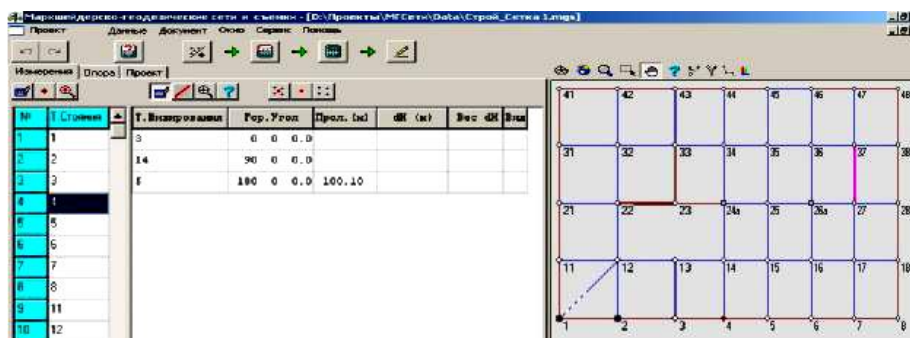 Маркшейдерско-геодезические сети и съемки - [D:\Проекты\МГСети\Data\Строй_Сетка 1.mgs]
Проект Данные Документ Окно Сервис Помощь
Измерения Опора Проект
№ Т.Стояния
1 1
2 2
3 3
4
5 5
6 6
7 7
8 8
9 11
10 12
Т.Визирования Гор.Угол Прол. (м) dH (м) Вес dH Вид
3 0 0 0.0
14 90 0 0.0
5 180 0 0.0 100.10
41 42 43 44 45 46 47 48
31 32 33 34 35 36 37 38
21 22 23 24а 25 26а 27 28
11 12 13 14 15 16 17 18
1 2 3 4 5 6 7 8